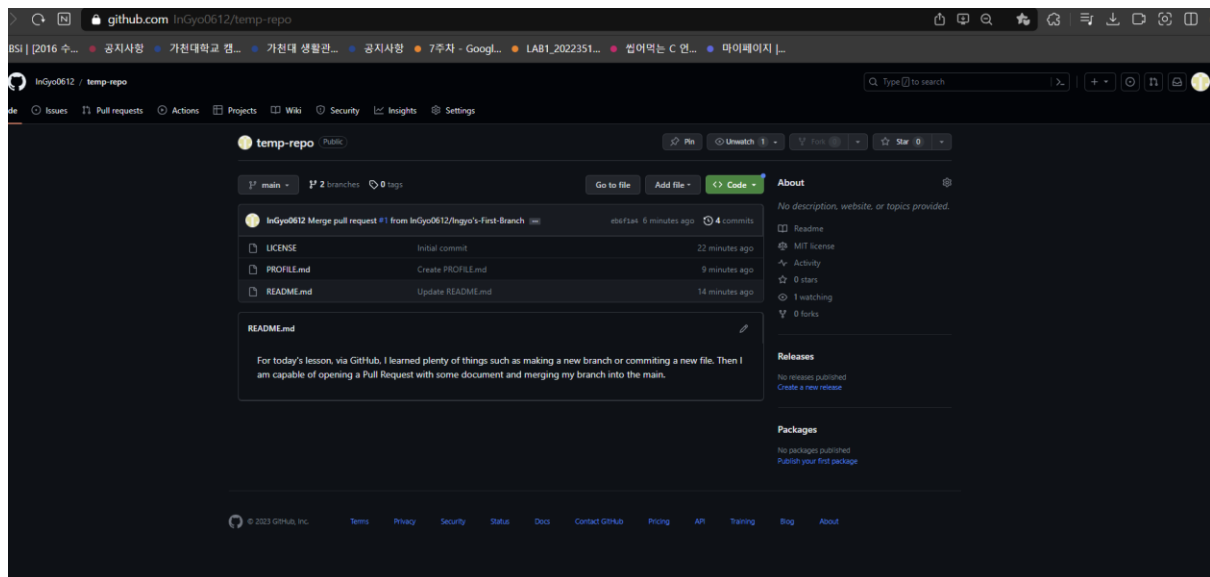 github.com InGyo0612/temp-repo
BSi | [2016 수... 공지사항 가천대학교 캠... 가천대 생활관... 공지사항 7주차 - Googl... LAB1_2022351... 씹어먹는 C 언... 마이페이지 |...
InGyo0612 / temp-repo
Type / to search
de Issues Pull requests Actions Projects Wiki Security Insights Settings
temp-repo Public
Pin Unwatch 1 Fork Star 0
main 2 branches 0 tags
Go to file Add file Code
InGyo0612 Merge pull request #1 from InGyo0612/Ingyo's-First-Branch
6 minutes ago 4 commits
LICENSE Initial commit 22 minutes ago
PROFILE.md Create PROFILE.md 9 minutes ago
README.md Update README.md 14 minutes ago
README.md
For today's lesson, via GitHub, I learned plenty of things such as making a new branch or commiting a new file. Then I
am capable of opening a Pull Request with some document and merging my branch into the main.
About
No description, website, or topics provided.
Readme
MIT license
Activity
0 stars
1 watching
0 forks
Releases
No releases published
Create a new release
Packages
No packages published
Publish your first package
© 2023 GitHub, Inc. Terms Privacy Security Status Docs Contact GitHub Pricing API Training Blog About